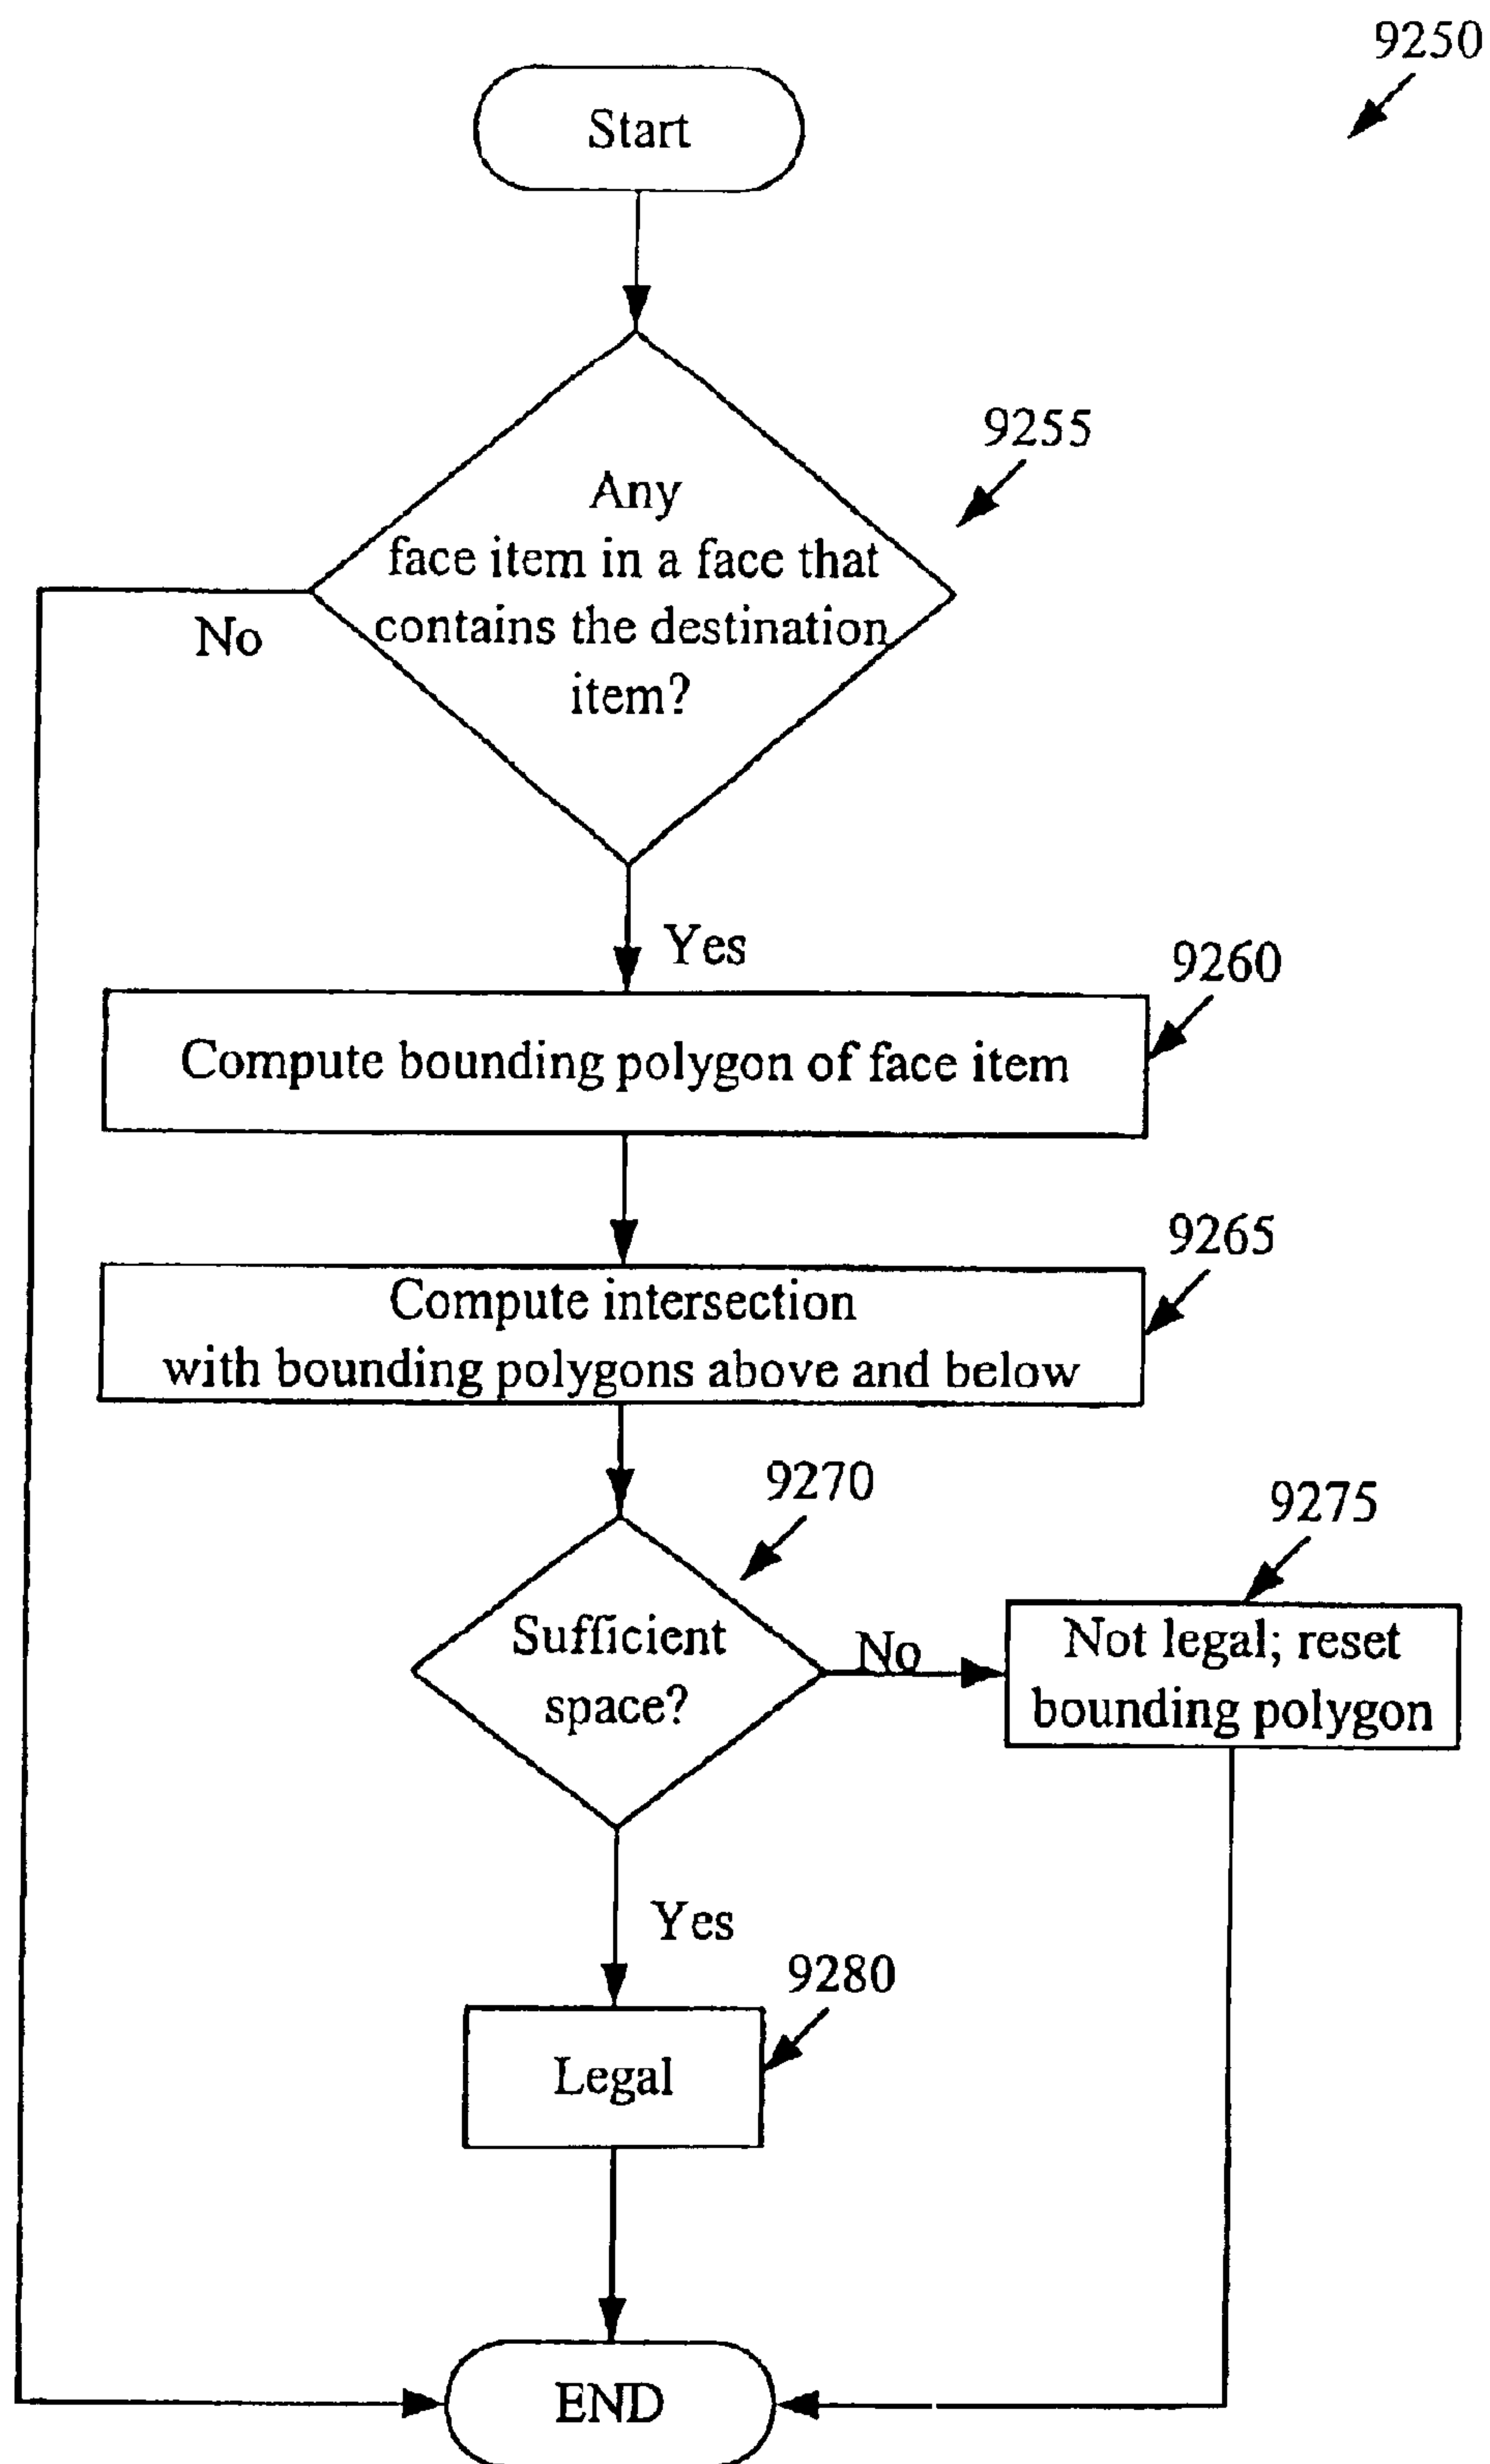 9250
Start
9255
Any
face item in a face that
contains the destination
item?
No
Yes
9260
Compute bounding polygon of face item
9265
Compute intersection
with bounding polygons above and below
9270
9275
Sufficient
space?
No
Not legal; reset
bounding polygon
Yes
9280
Legal
END